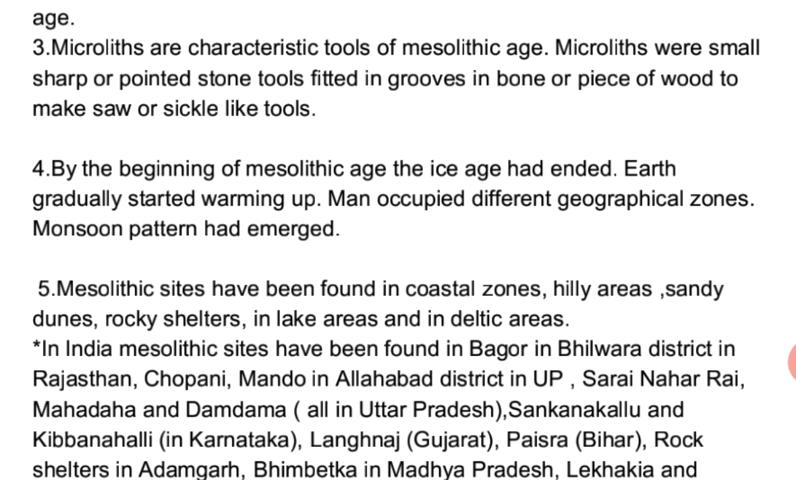 age.
3.Microliths are characteristic tools of mesolithic age. Microliths were small
sharp or pointed stone tools fitted in grooves in bone or piece of wood to
make saw or sickle like tools.
4.By the beginning of mesolithic age the ice age had ended. Earth
gradually started warming up. Man occupied different geographical zones.
Monsoon pattern had emerged.
5.Mesolithic sites have been found in coastal zones, hilly areas ,sandy
dunes, rocky shelters, in lake areas and in deltic areas.
*In India mesolithic sites have been found in Bagor in Bhilwara district in
Rajasthan, Chopani, Mando in Allahabad district in UP , Sarai Nahar Rai,
Mahadaha and Damdama ( all in Uttar Pradesh),Sankanakallu and
Kibbanahalli (in Karnataka), Langhnaj (Gujarat), Paisra (Bihar), Rock
shelters in Adamgarh, Bhimbetka in Madhya Pradesh, Lekhakia and